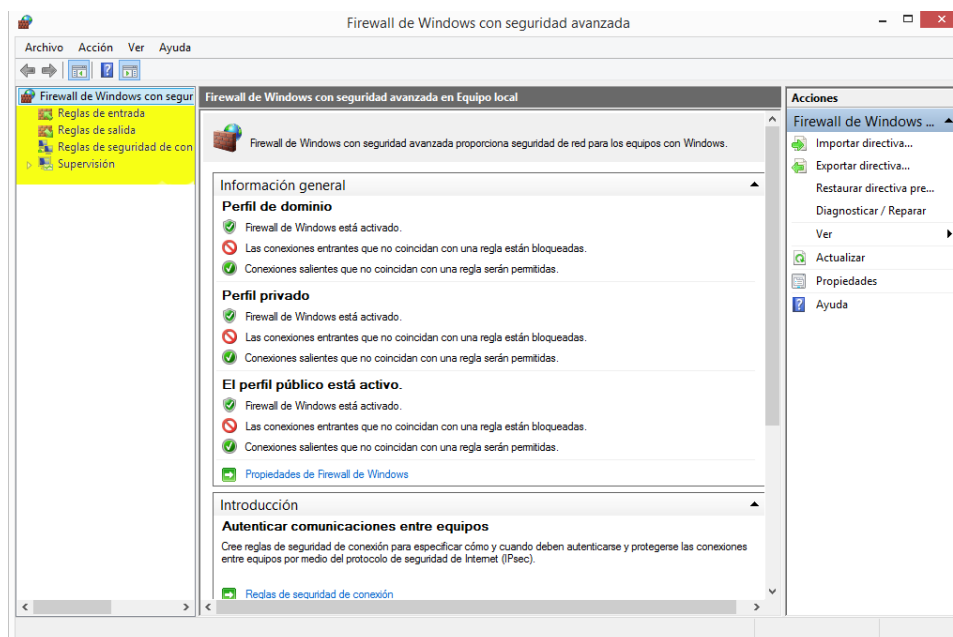 Firewall de Windows con seguridad avanzada
Archivo Acción Ver Ayuda
Firewall de Windows con segur
Reglas de entrada
Reglas de salida
Reglas de seguridad de con
Supervisión
Firewall de Windows con seguridad avanzada en Equipo local
Firewall de Windows con seguridad avanzada proporciona seguridad de red para los equipos con Windows.
Información general
Perfil de dominio
Firewall de Windows está activado.
Las conexiones entrantes que no coincidan con una regla están bloqueadas.
Conexiones salientes que no coincidan con una regla serán permitidas.
Perfil privado
Firewall de Windows está activado.
Las conexiones entrantes que no coincidan con una regla están bloqueadas.
Conexiones salientes que no coincidan con una regla serán permitidas.
El perfil público está activo.
Firewall de Windows está activado.
Las conexiones entrantes que no coincidan con una regla están bloqueadas.
Conexiones salientes que no coincidan con una regla serán permitidas.
Propiedades de Firewall de Windows
Introducción
Autenticar comunicaciones entre equipos
Cree reglas de seguridad de conexión para especificar cómo y cuando deben autenticarse y protegerse las conexiones
entre equipos por medio del protocolo de seguridad de Internet (IPsec).
Reglas de seguridad de conexión
Acciones
Firewall de Windows ...
Importar directiva...
Exportar directiva...
Restaurar directiva pre...
Diagnosticar / Reparar
Ver
Actualizar
Propiedades
Ayuda